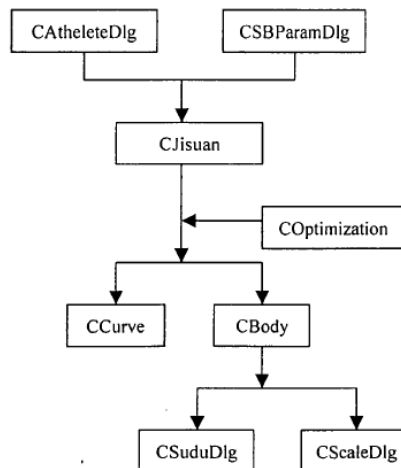 CAtheleteDlg
CSBParamDlg
CJisuan
COptimization
CCurve
CBody
CSuduDlg
CScaleDlg